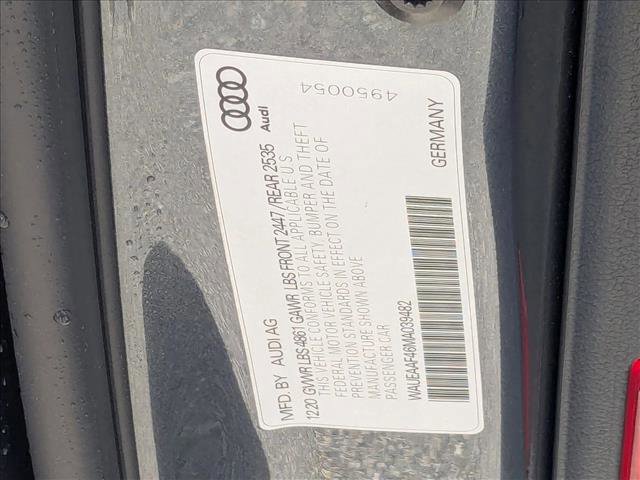 Audi
4950054
MFD. BY AUDI AG
12.20 GVWR LBS 4861 GAWR LBS FRONT 2447 / REAR 2535
THIS VEHICLE CONFORMS TO ALL APPLICABLE U.S
FEDERAL MOTOR VEHICLE SAFETY, BUMPER AND THEFT
PREVENTION STANDARDS IN EFFECT ON THE DATE OF
MANUFACTURE SHOWN ABOVE
PASSENGER CAR
GERMANY
WAUEAAF46MA039482